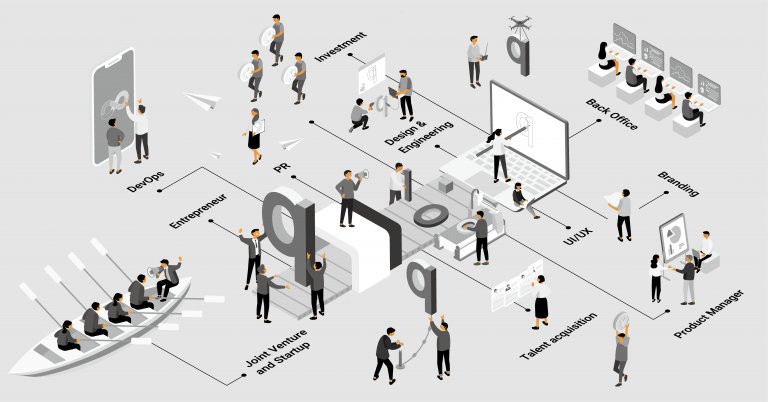 Investment
Back Office
Design &
Engineering
DevOps
PR
Branding
Entrepreneur
UI/UX
Product Manager
Talent acquisition
Joint Venture
and Startup